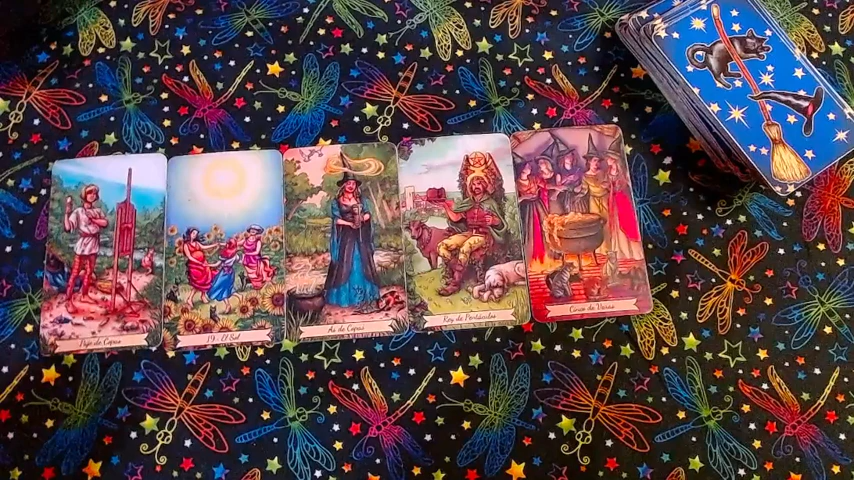 Paje de Copas
19 - El Sol
As de Copas
Rey de Pentáculos
Cinco de Varas